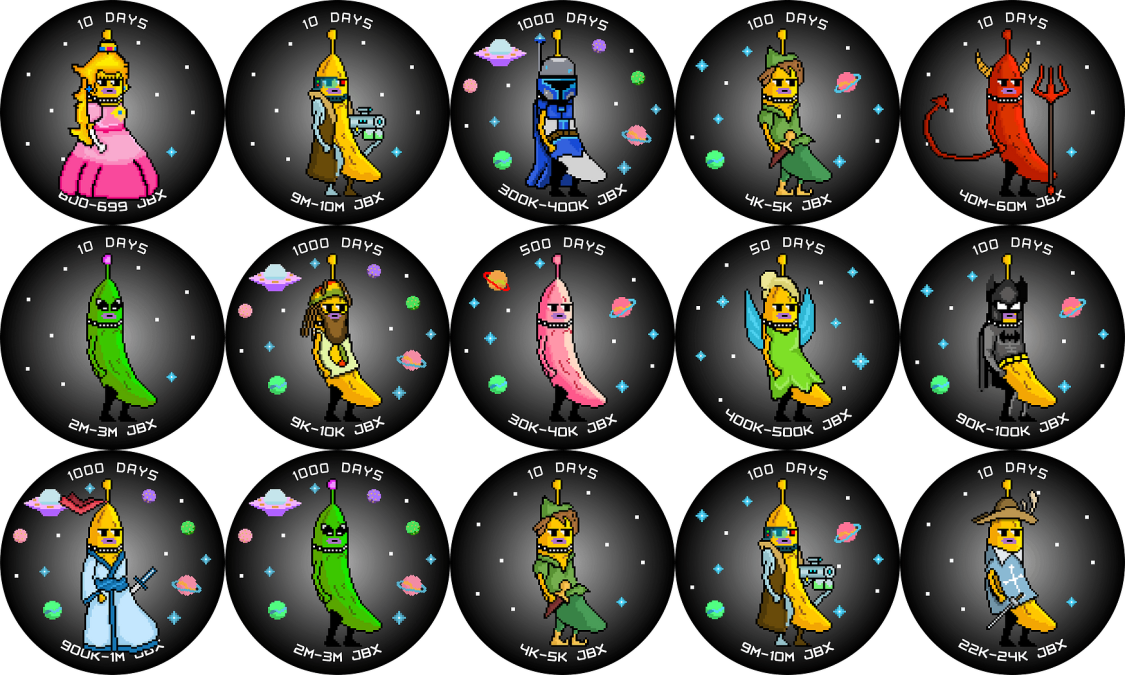 10 DAYS
600-699 JBX
10 DAYS
9M-10M JBX
1000 DAYS
300K-400K JBX
100 DAYS
4K-5K JBX
10 DAYS
40M-60M JBX
10 DAYS
2M-3M JBX
1000 DAYS
9K-10K JBX
500 DAYS
30K-40K JBX
50 DAYS
400K-500K JBX
100 DAYS
90K-100K JBX
1000 DAYS
900K-1M JBX
1000 DAYS
2M-3M JBX
10 DAYS
4K-5K JBX
100 DAYS
9M-10M JBX
10 DAYS
22K-24K JBX